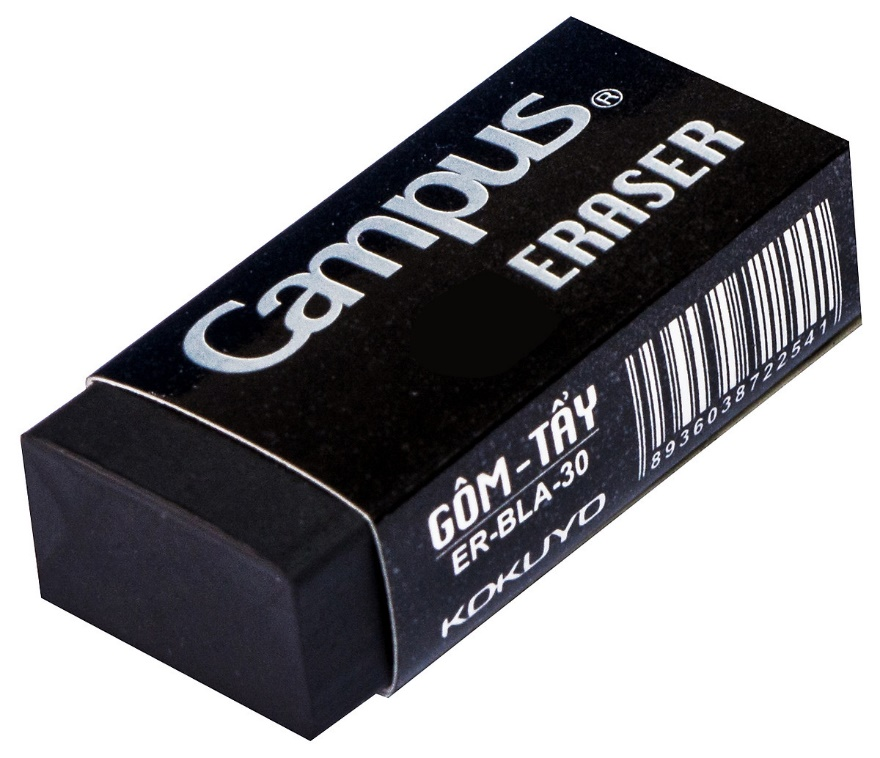 Campus®
ERASER
GÔM - TẨY
ER-BLA-30
KOKUYO
8936038722541